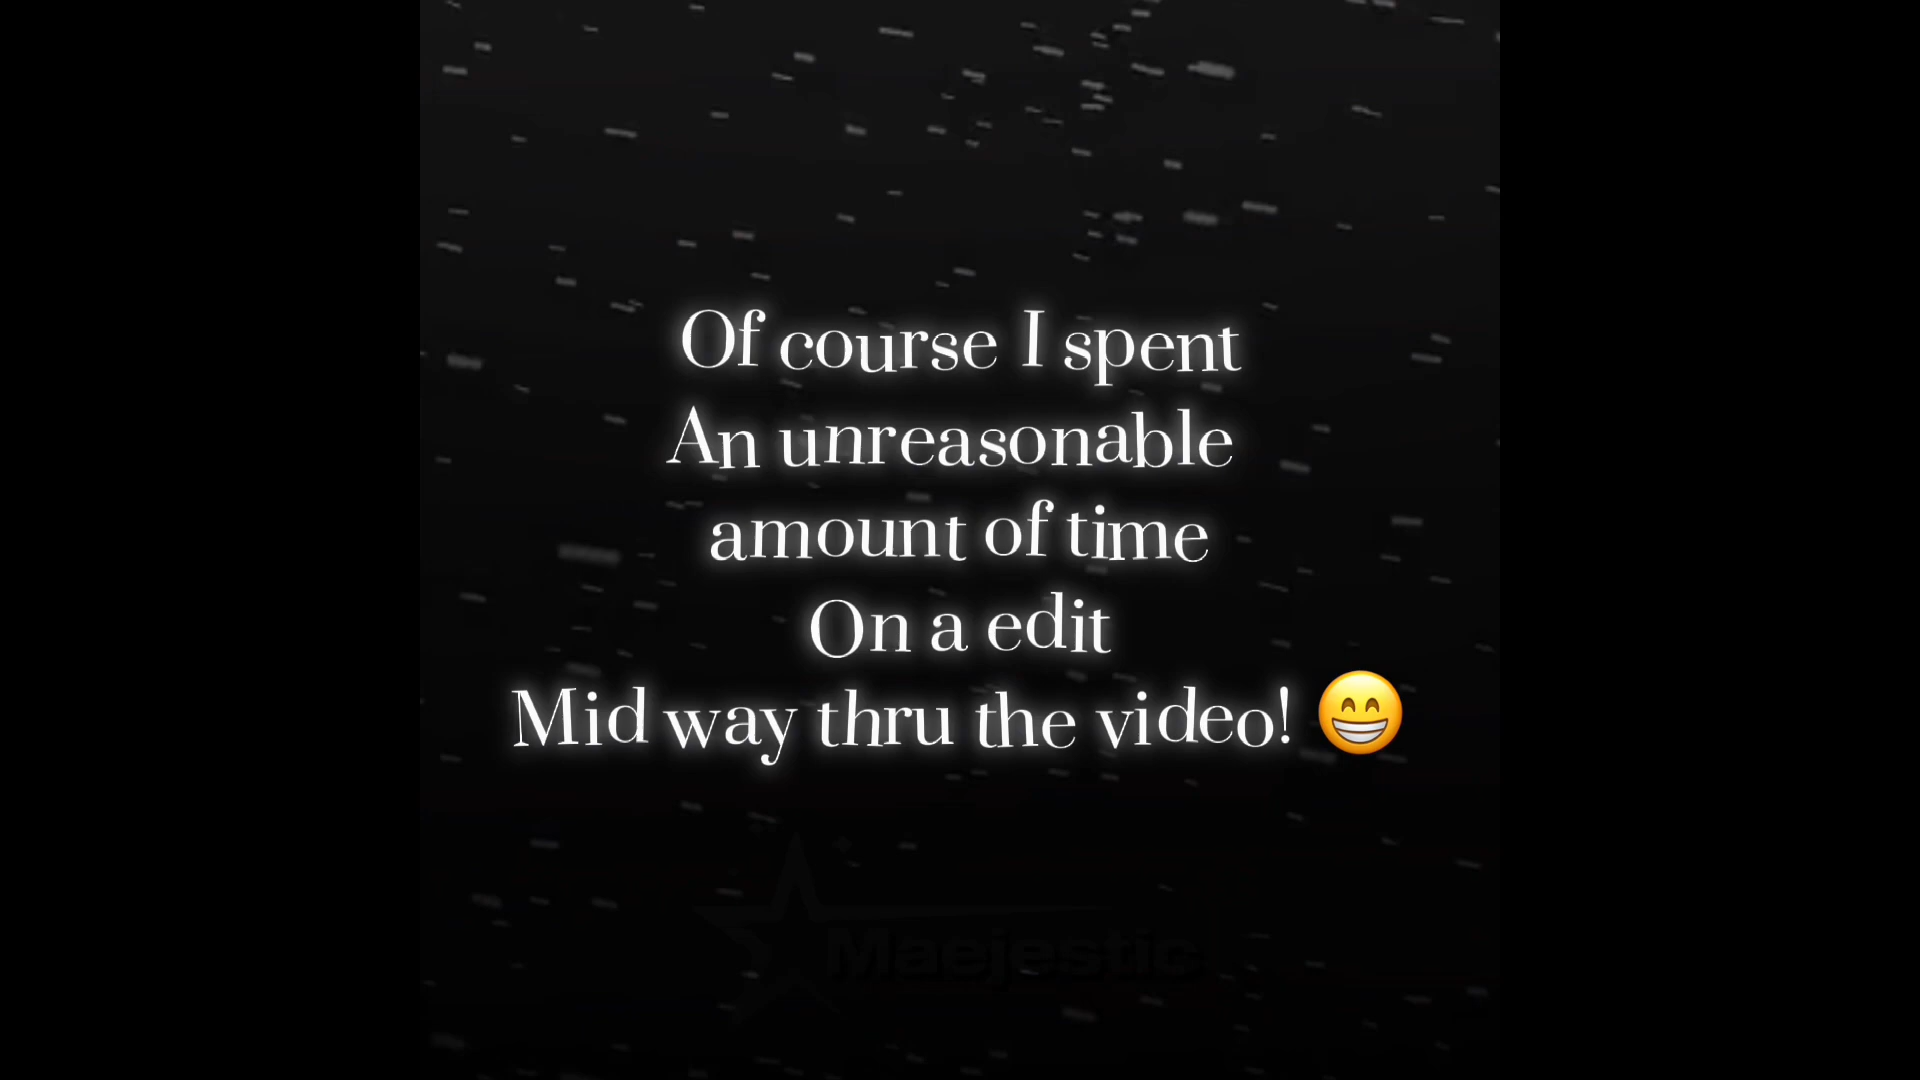 Of course I spent
An unreasonable
amount of time
On a edit
Mid way thru the video! 😁
Maejestic